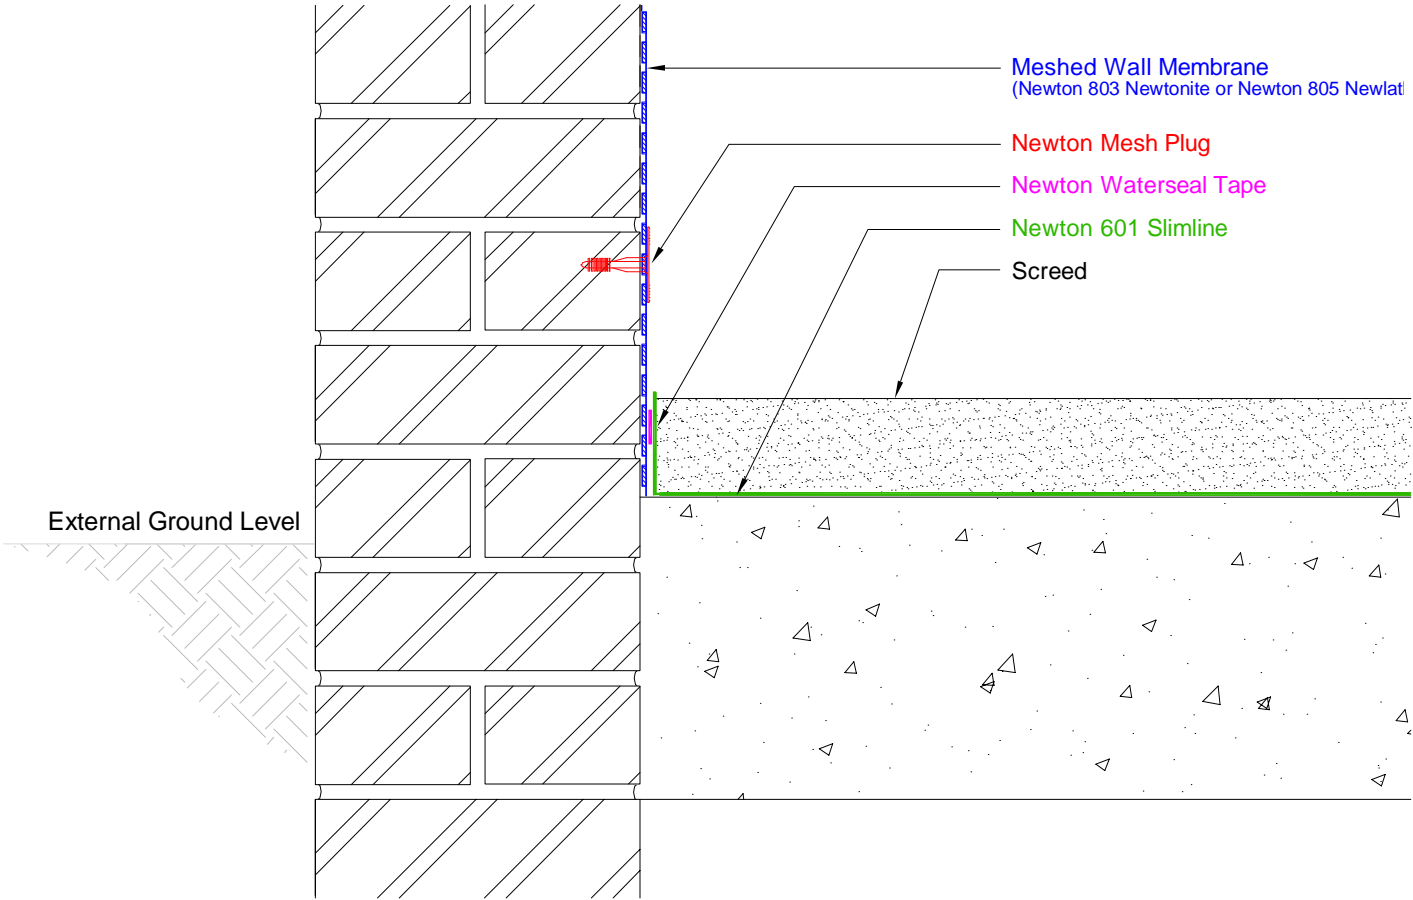 Meshed Wall Membrane
(Newton 803 Newtonite or Newton 805
Newton Mesh Plug
Newton Waterseal Tape
Newton 601 Slimline
Screed
External Ground Level